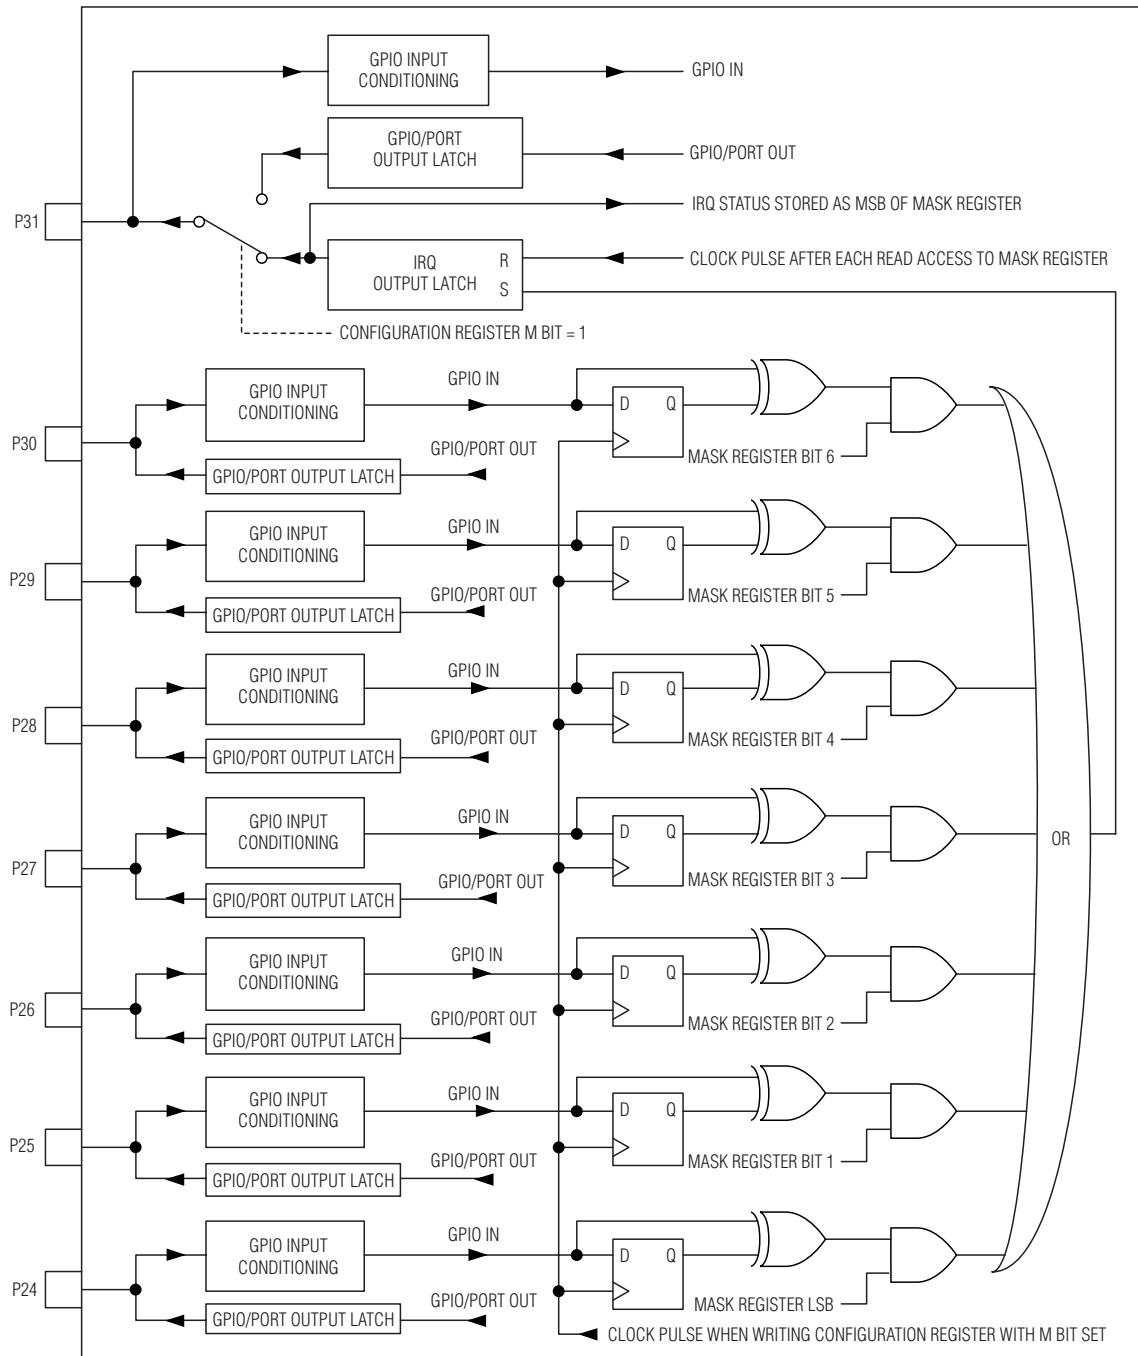 GPIO INPUT
CONDITIONING
GPIO IN
GPIO/PORT
OUTPUT LATCH
GPIO/PORT OUT
IRQ STATUS STORED AS MSB OF MASK REGISTER
P31
IRQ
OUTPUT LATCH
R
S
CLOCK PULSE AFTER EACH READ ACCESS TO MASK REGISTER
CONFIGURATION REGISTER M BIT = 1
P30
GPIO INPUT
CONDITIONING
GPIO IN
GPIO/PORT OUTPUT LATCH
GPIO/PORT OUT
D
Q
MASK REGISTER BIT 6
P29
GPIO INPUT
CONDITIONING
GPIO IN
GPIO/PORT OUTPUT LATCH
GPIO/PORT OUT
D
Q
MASK REGISTER BIT 5
P28
GPIO INPUT
CONDITIONING
GPIO IN
GPIO/PORT OUTPUT LATCH
GPIO/PORT OUT
D
Q
MASK REGISTER BIT 4
P27
GPIO INPUT
CONDITIONING
GPIO IN
GPIO/PORT OUTPUT LATCH
GPIO/PORT OUT
D
Q
MASK REGISTER BIT 3
OR
P26
GPIO INPUT
CONDITIONING
GPIO IN
GPIO/PORT OUTPUT LATCH
GPIO/PORT OUT
D
Q
MASK REGISTER BIT 2
P25
GPIO INPUT
CONDITIONING
GPIO IN
GPIO/PORT OUTPUT LATCH
GPIO/PORT OUT
D
Q
MASK REGISTER BIT 1
P24
GPIO INPUT
CONDITIONING
GPIO IN
GPIO/PORT OUTPUT LATCH
GPIO/PORT OUT
D
Q
MASK REGISTER LSB
CLOCK PULSE WHEN WRITING CONFIGURATION REGISTER WITH M BIT SET